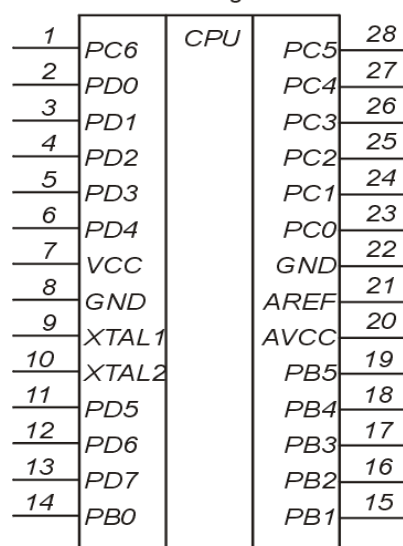 CPU
1 PC6 PC5 28
2 PD0 PC4 27
3 PD1 PC3 26
4 PD2 PC2 25
5 PD3 PC1 24
6 PD4 PC0 23
7 VCC GND 22
8 GND AREF 21
9 XTAL1 AVCC 20
10 XTAL2 PB5 19
11 PD5 PB4 18
12 PD6 PB3 17
13 PD7 PB2 16
14 PB0 PB1 15